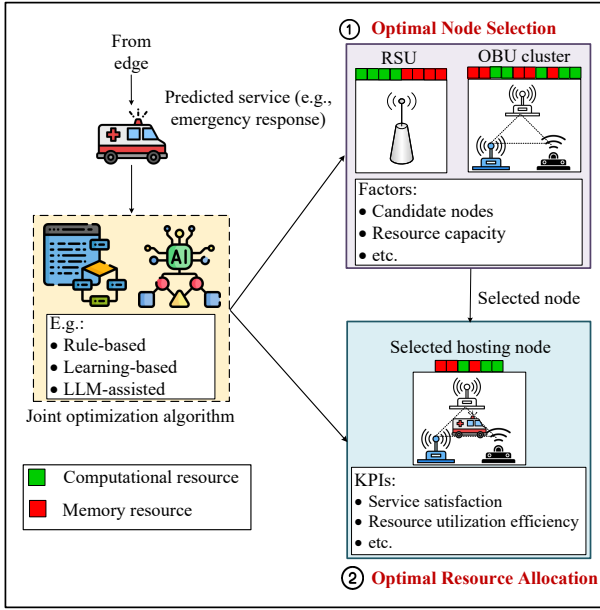 From
edge
Predicted service (e.g.,
emergency response)
AI
E.g.:
• Rule-based
• Learning-based
• LLM-assisted
Joint optimization algorithm
Computational resource
Memory resource
1 Optimal Node Selection
RSU
OBU cluster
Factors:
• Candidate nodes
• Resource capacity
• etc.
Selected node
Selected hosting node
KPIs:
• Service satisfaction
• Resource utilization efficiency
• etc.
2 Optimal Resource Allocation